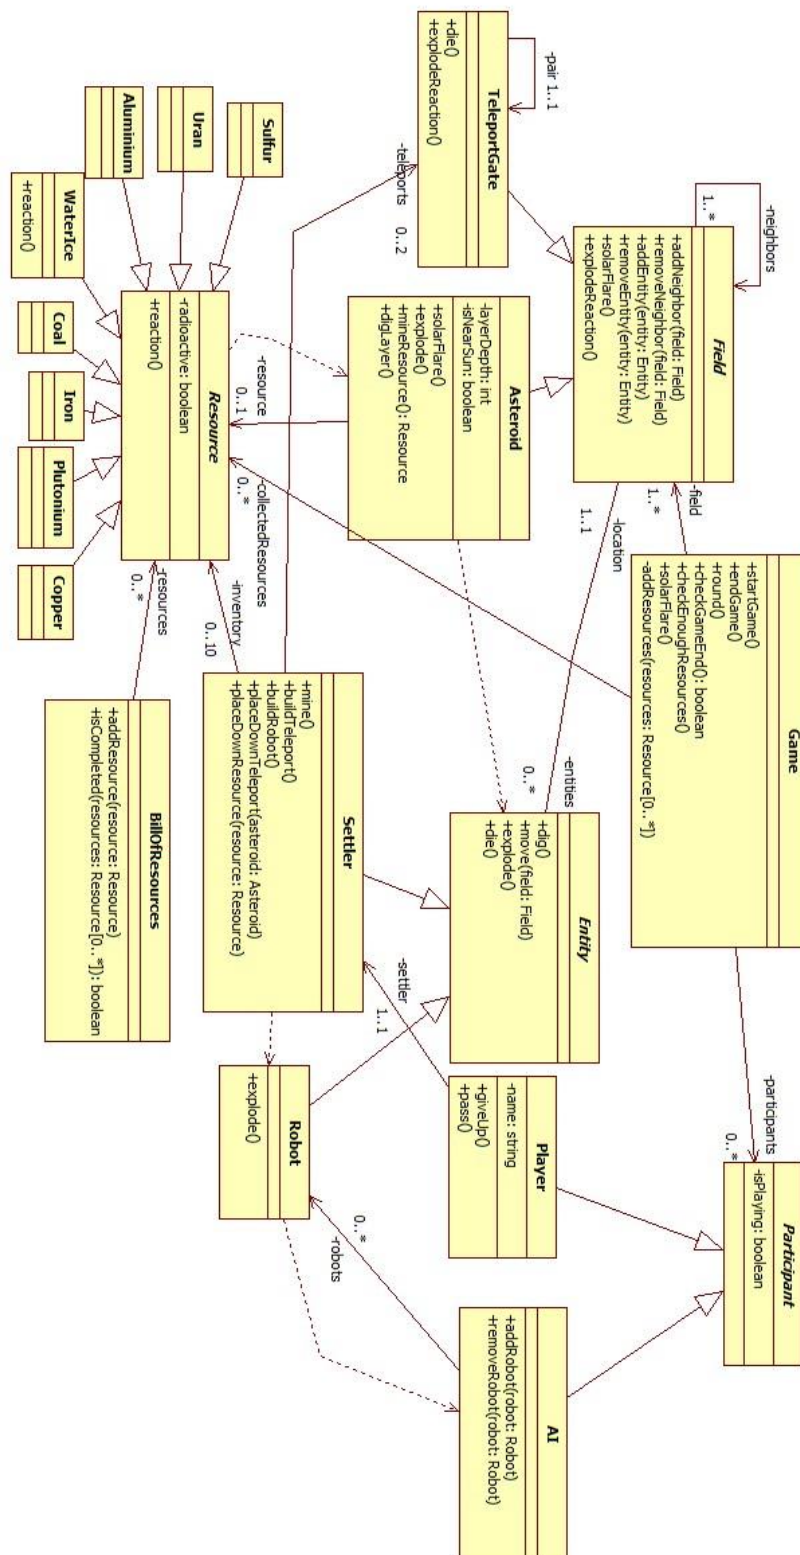 Game
+startGame()
+endGame()
+round()
+checkGameEnd(): boolean
+checkEnoughResources()
+solarFlare()
-addResources(resources: Resource[0..*])
-participants
0..*
Participant
-isPlaying: boolean
-neighbors
1..*
Field
+addNeighbor(field: Field)
+removeNeighbor(field: Field)
+addEntity(entity: Entity)
+removeEntity(entity: Entity)
+solarFlare()
+explodeReaction()
-field
1..*
-location
1..1
-entities
0..*
Entity
+dig()
+move(field: Field)
+explode()
+die()
Player
-name: string
+giveUp()
+pass()
AI
+addRobot(robot: Robot)
+removeRobot(robot: Robot)
-pair 1..1
TeleportGate
+die()
+explodeReaction()
-teleports
0..2
Asteroid
-layerDepth: int
-isNearSun: boolean
+solarFlare()
+explode()
+mineResource(): Resource
+digLayer()
-settler
1..1
Settler
+mine()
+buildTeleport()
+buildRobot()
+placeDownTeleport(asteroid: Asteroid)
+placeDownResource(resource: Resource)
Robot
+explode()
0..*
-robots
-resource
0..1
-collectedResources
0..*
-inventory
0..10
Resource
-radioactive: boolean
+reaction()
-resources
0..*
BillOfResources
+addResource(resource: Resource)
+isCompleted(resources: Resource[0..*]): boolean
Sulfur
Uran
Aluminium
WaterIce
+reaction()
Coal
Iron
Plutonium
Copper